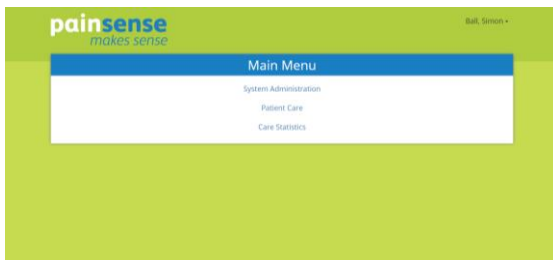 painsense
makes sense
Ball, Simon
Main Menu
System Administration
Patient Care
Care Statistics